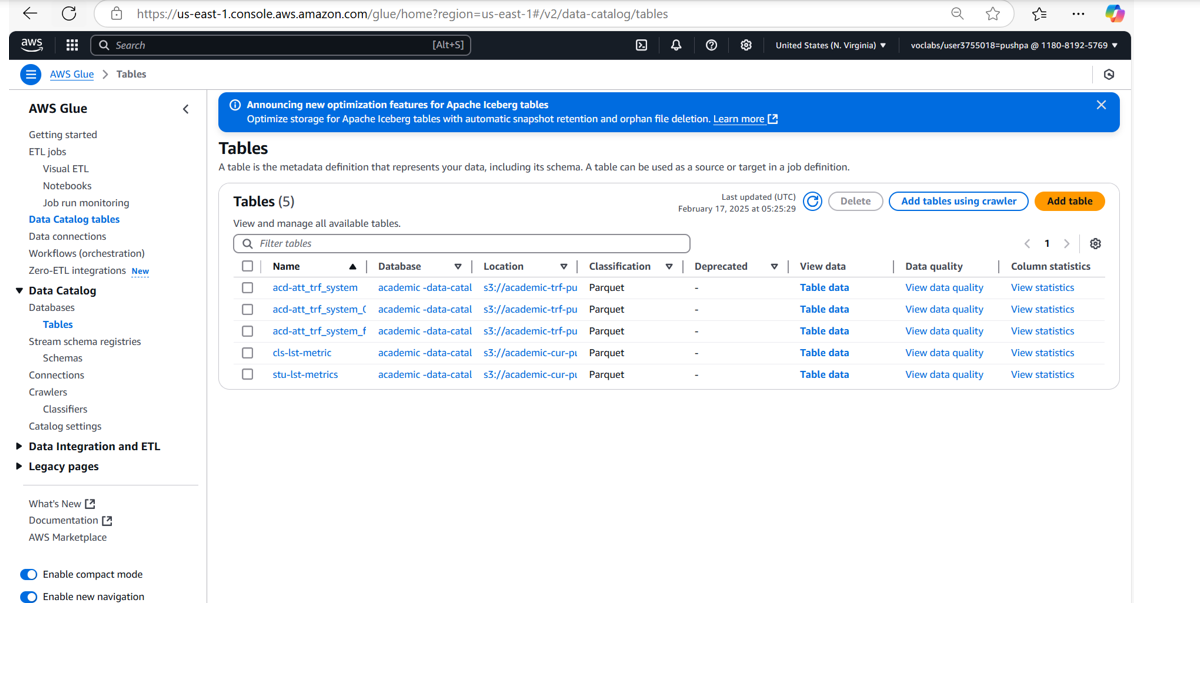 https://us-east-1.console.aws.amazon.com/glue/home?region=us-east-1#/v2/data-catalog/tables
aws
Search [Alt+S]
United States (N. Virginia) ▼
voclabs/user3755018=pushpa @ 1180-8192-5769 ▼
AWS Glue > Tables
AWS Glue
Getting started
ETL jobs
Visual ETL
Notebooks
Job run monitoring
Data Catalog tables
Data connections
Workflows (orchestration)
Zero-ETL integrations New
Data Catalog
Databases
Tables
Stream schema registries
Schemas
Connections
Crawlers
Classifiers
Catalog settings
Data Integration and ETL
Legacy pages
What's New
Documentation
AWS Marketplace
Enable compact mode
Enable new navigation
Announcing new optimization features for Apache Iceberg tables
Optimize storage for Apache Iceberg tables with automatic snapshot retention and orphan file deletion. Learn more
Tables
A table is the metadata definition that represents your data, including its schema. A table can be used as a source or target in a job definition.
Tables (5)
Last updated (UTC)
February 17, 2025 at 05:25:29
Delete
Add tables using crawler
Add table
View and manage all available tables.
Filter tables
1
Name Database Location Classification Deprecated View data Data quality Column statistics
acd-att_trf_system academic -data-catal s3://academic-trf-pu Parquet - Table data View data quality View statistics
acd-att_trf_system_( academic -data-catal s3://academic-trf-pu Parquet - Table data View data quality View statistics
acd-att_trf_system_f academic -data-catal s3://academic-trf-pu Parquet - Table data View data quality View statistics
cls-lst-metric academic -data-catal s3://academic-cur-pu Parquet - Table data View data quality View statistics
stu-lst-metrics academic -data-catal s3://academic-cur-pu Parquet - Table data View data quality View statistics